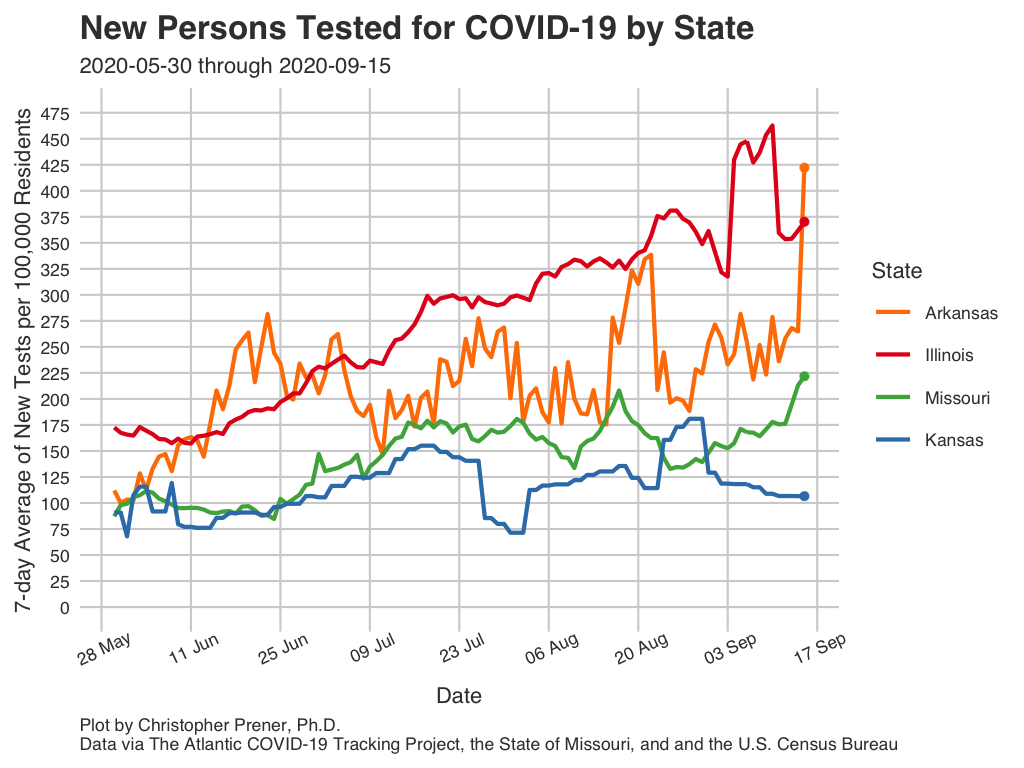 New Persons Tested for COVID-19 by State
2020-05-30 through 2020-09-15
7-day Average of New Tests per 100,000 Residents
475
450
425
400
375
350
325
300
275
250
225
200
175
150
125
100
75
50
25
0
28 May
11 Jun
25 Jun
09 Jul
23 Jul
06 Aug
20 Aug
03 Sep
17 Sep
Date
State
Arkansas
Illinois
Missouri
Kansas
Plot by Christopher Prener, Ph.D.
Data via The Atlantic COVID-19 Tracking Project, the State of Missouri, and and the U.S. Census Bureau